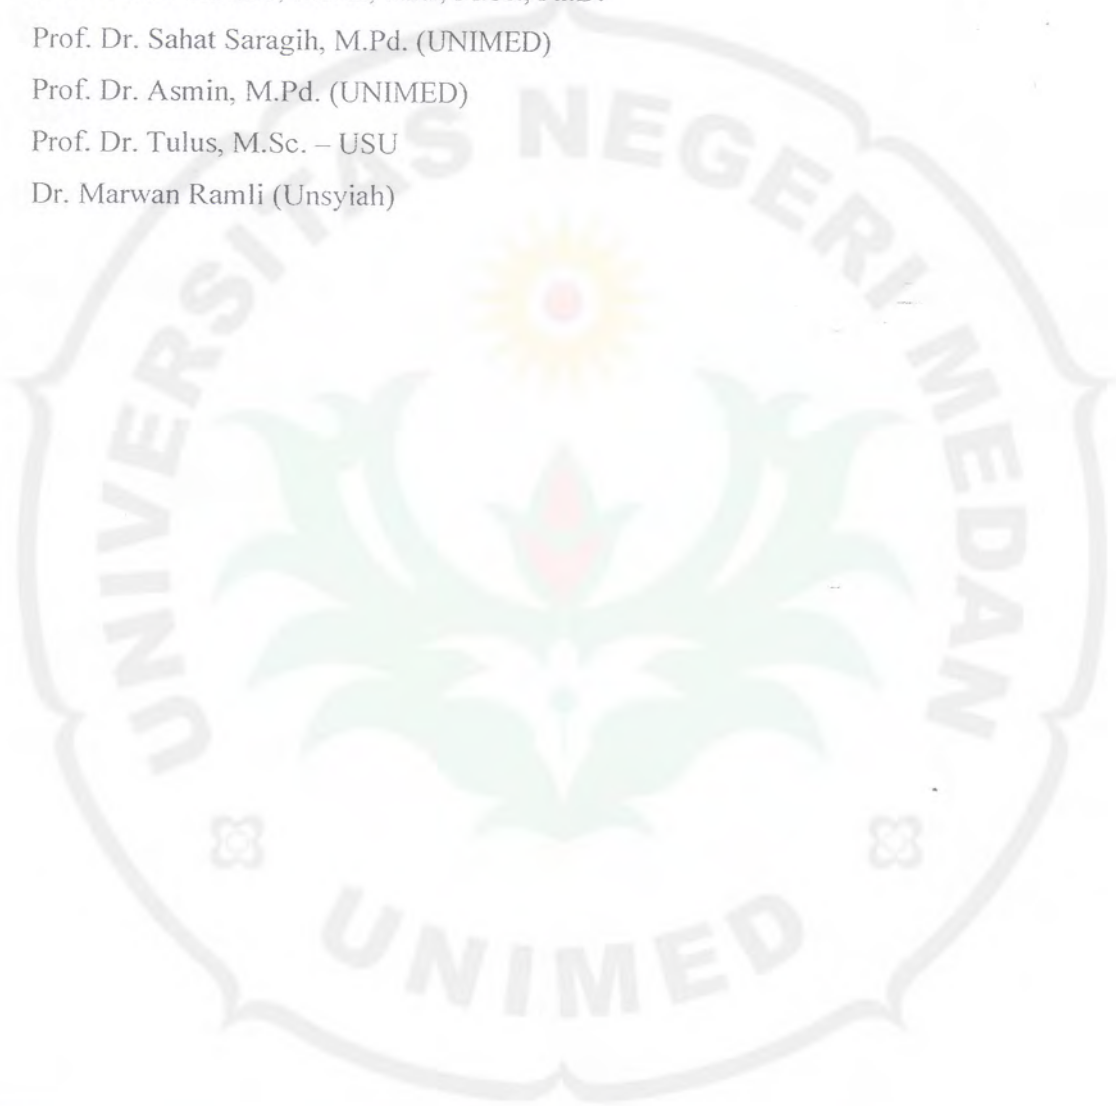 Prof. Dr. Sahat Saragih, M.Pd. (UNIMED)
Prof. Dr. Asmin, M.Pd. (UNIMED)
Prof. Dr. Tulus, M.Sc. – USU
Dr. Marwan Ramli (Unsyiah)
UNIVERSITAS NEGERI MEDAN
UNIMED